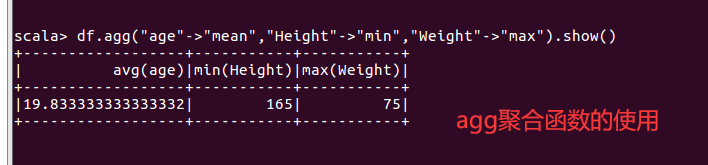 scala> df.agg("age"->"mean","Height"->"min","Weight"->"max").show()
+------------------+-----------+-----------+
|          avg(age)|min(Height)|max(Weight)|
+------------------+-----------+-----------+
|19.833333333333332|        165|         75|
+------------------+-----------+-----------+
agg聚合函数的使用